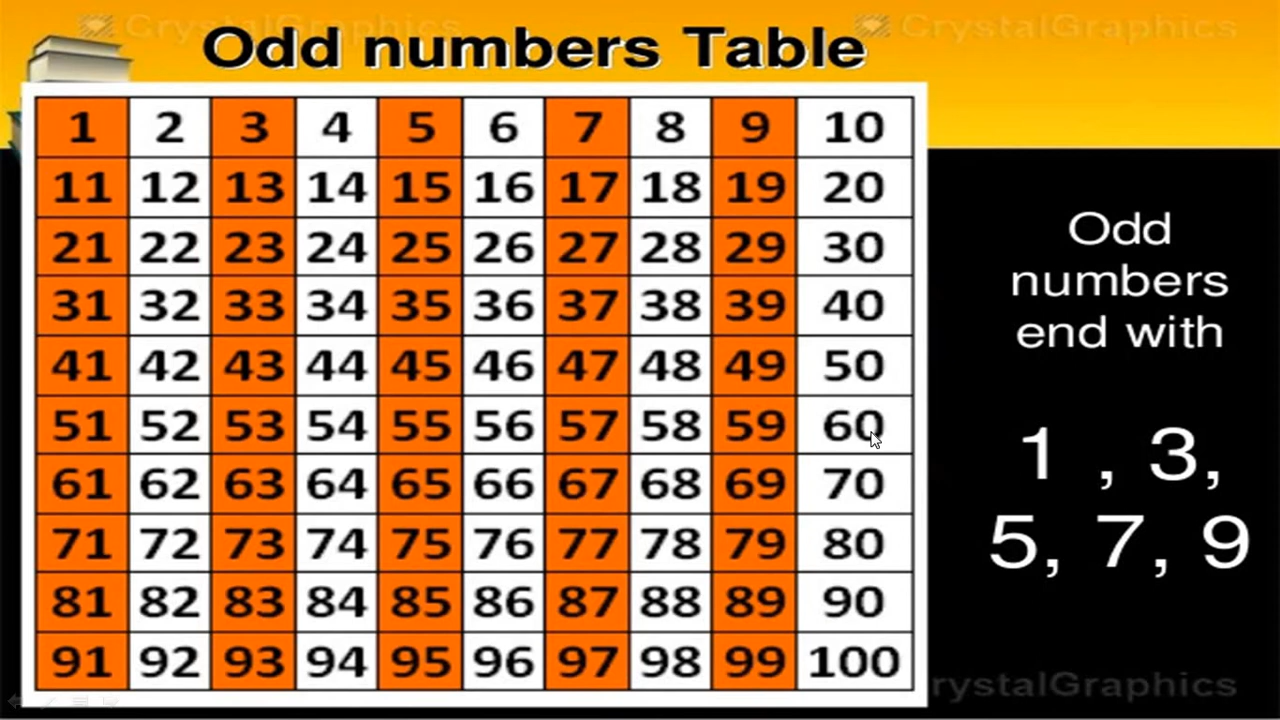 CrystalGraphics
CrystalGraphics
Odd numbers Table
1 2 3 4 5 6 7 8 9 10
11 12 13 14 15 16 17 18 19 20
21 22 23 24 25 26 27 28 29 30
31 32 33 34 35 36 37 38 39 40
41 42 43 44 45 46 47 48 49 50
51 52 53 54 55 56 57 58 59 60
61 62 63 64 65 66 67 68 69 70
71 72 73 74 75 76 77 78 79 80
81 82 83 84 85 86 87 88 89 90
91 92 93 94 95 96 97 98 99 100
Odd
numbers
end with
1 , 3,
5, 7, 9
rystalGraphics